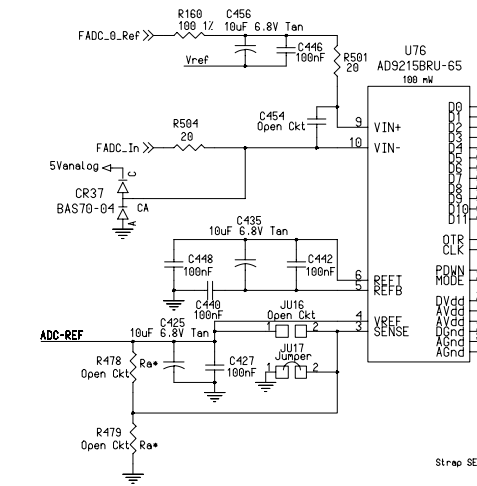 R160
100 1%
C456
10uF 6.8V Tan
FADC_0_Ref
C446
100nF
Vref
R501
20
U76
AD9215BRU-65
100 mW
C454
Open Ckt
R504
20
FADC_In
9 VIN+
10 VIN-
5Vanalog
C
CR37
BAS70-04
CA
A
D0
D1
D2
D3
D4
D5
D6
D7
D8
D9
D10
D11
OTR
CLK
PDWN
MODE
DVdd
AVdd
AVdd
DGnd
AGnd
AGnd
C435
10uF 6.8V Tan
C448
100nF
C442
100nF
6 REFT
5 REFB
C440
100nF
JU16
Open Ckt
1 2
4 VREF
3 SENSE
ADC-REF
C425
10uF 6.8V Tan
JU17
Jumper
1 2
R478
Open Ckt
Ra*
C427
100nF
R479
Open Ckt
Ra*
Strap SE